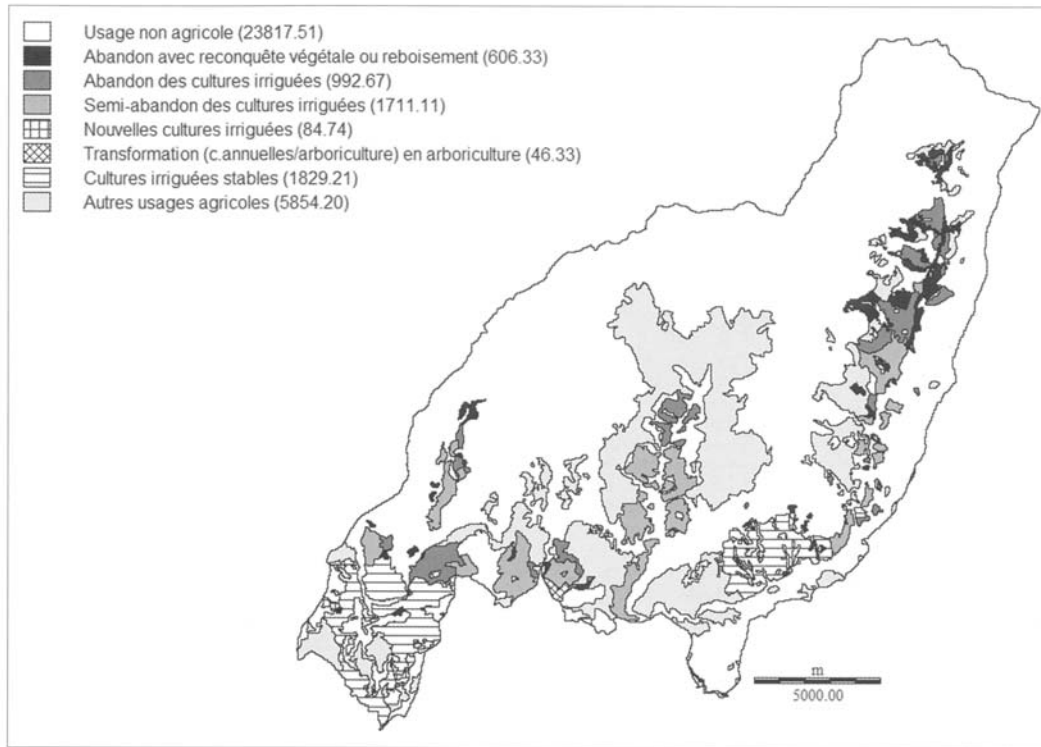 Usage non agricole (23817.51)
Abandon avec reconquête végétale ou reboisement (606.33)
Abandon des cultures irriguées (992.67)
Semi-abandon des cultures irriguées (1711.11)
Nouvelles cultures irriguées (84.74)
Transformation (c.annuelles/arboriculture) en arboriculture (46.33)
Cultures irriguées stables (1829.21)
Autres usages agricoles (5854.20)
m
5000.00